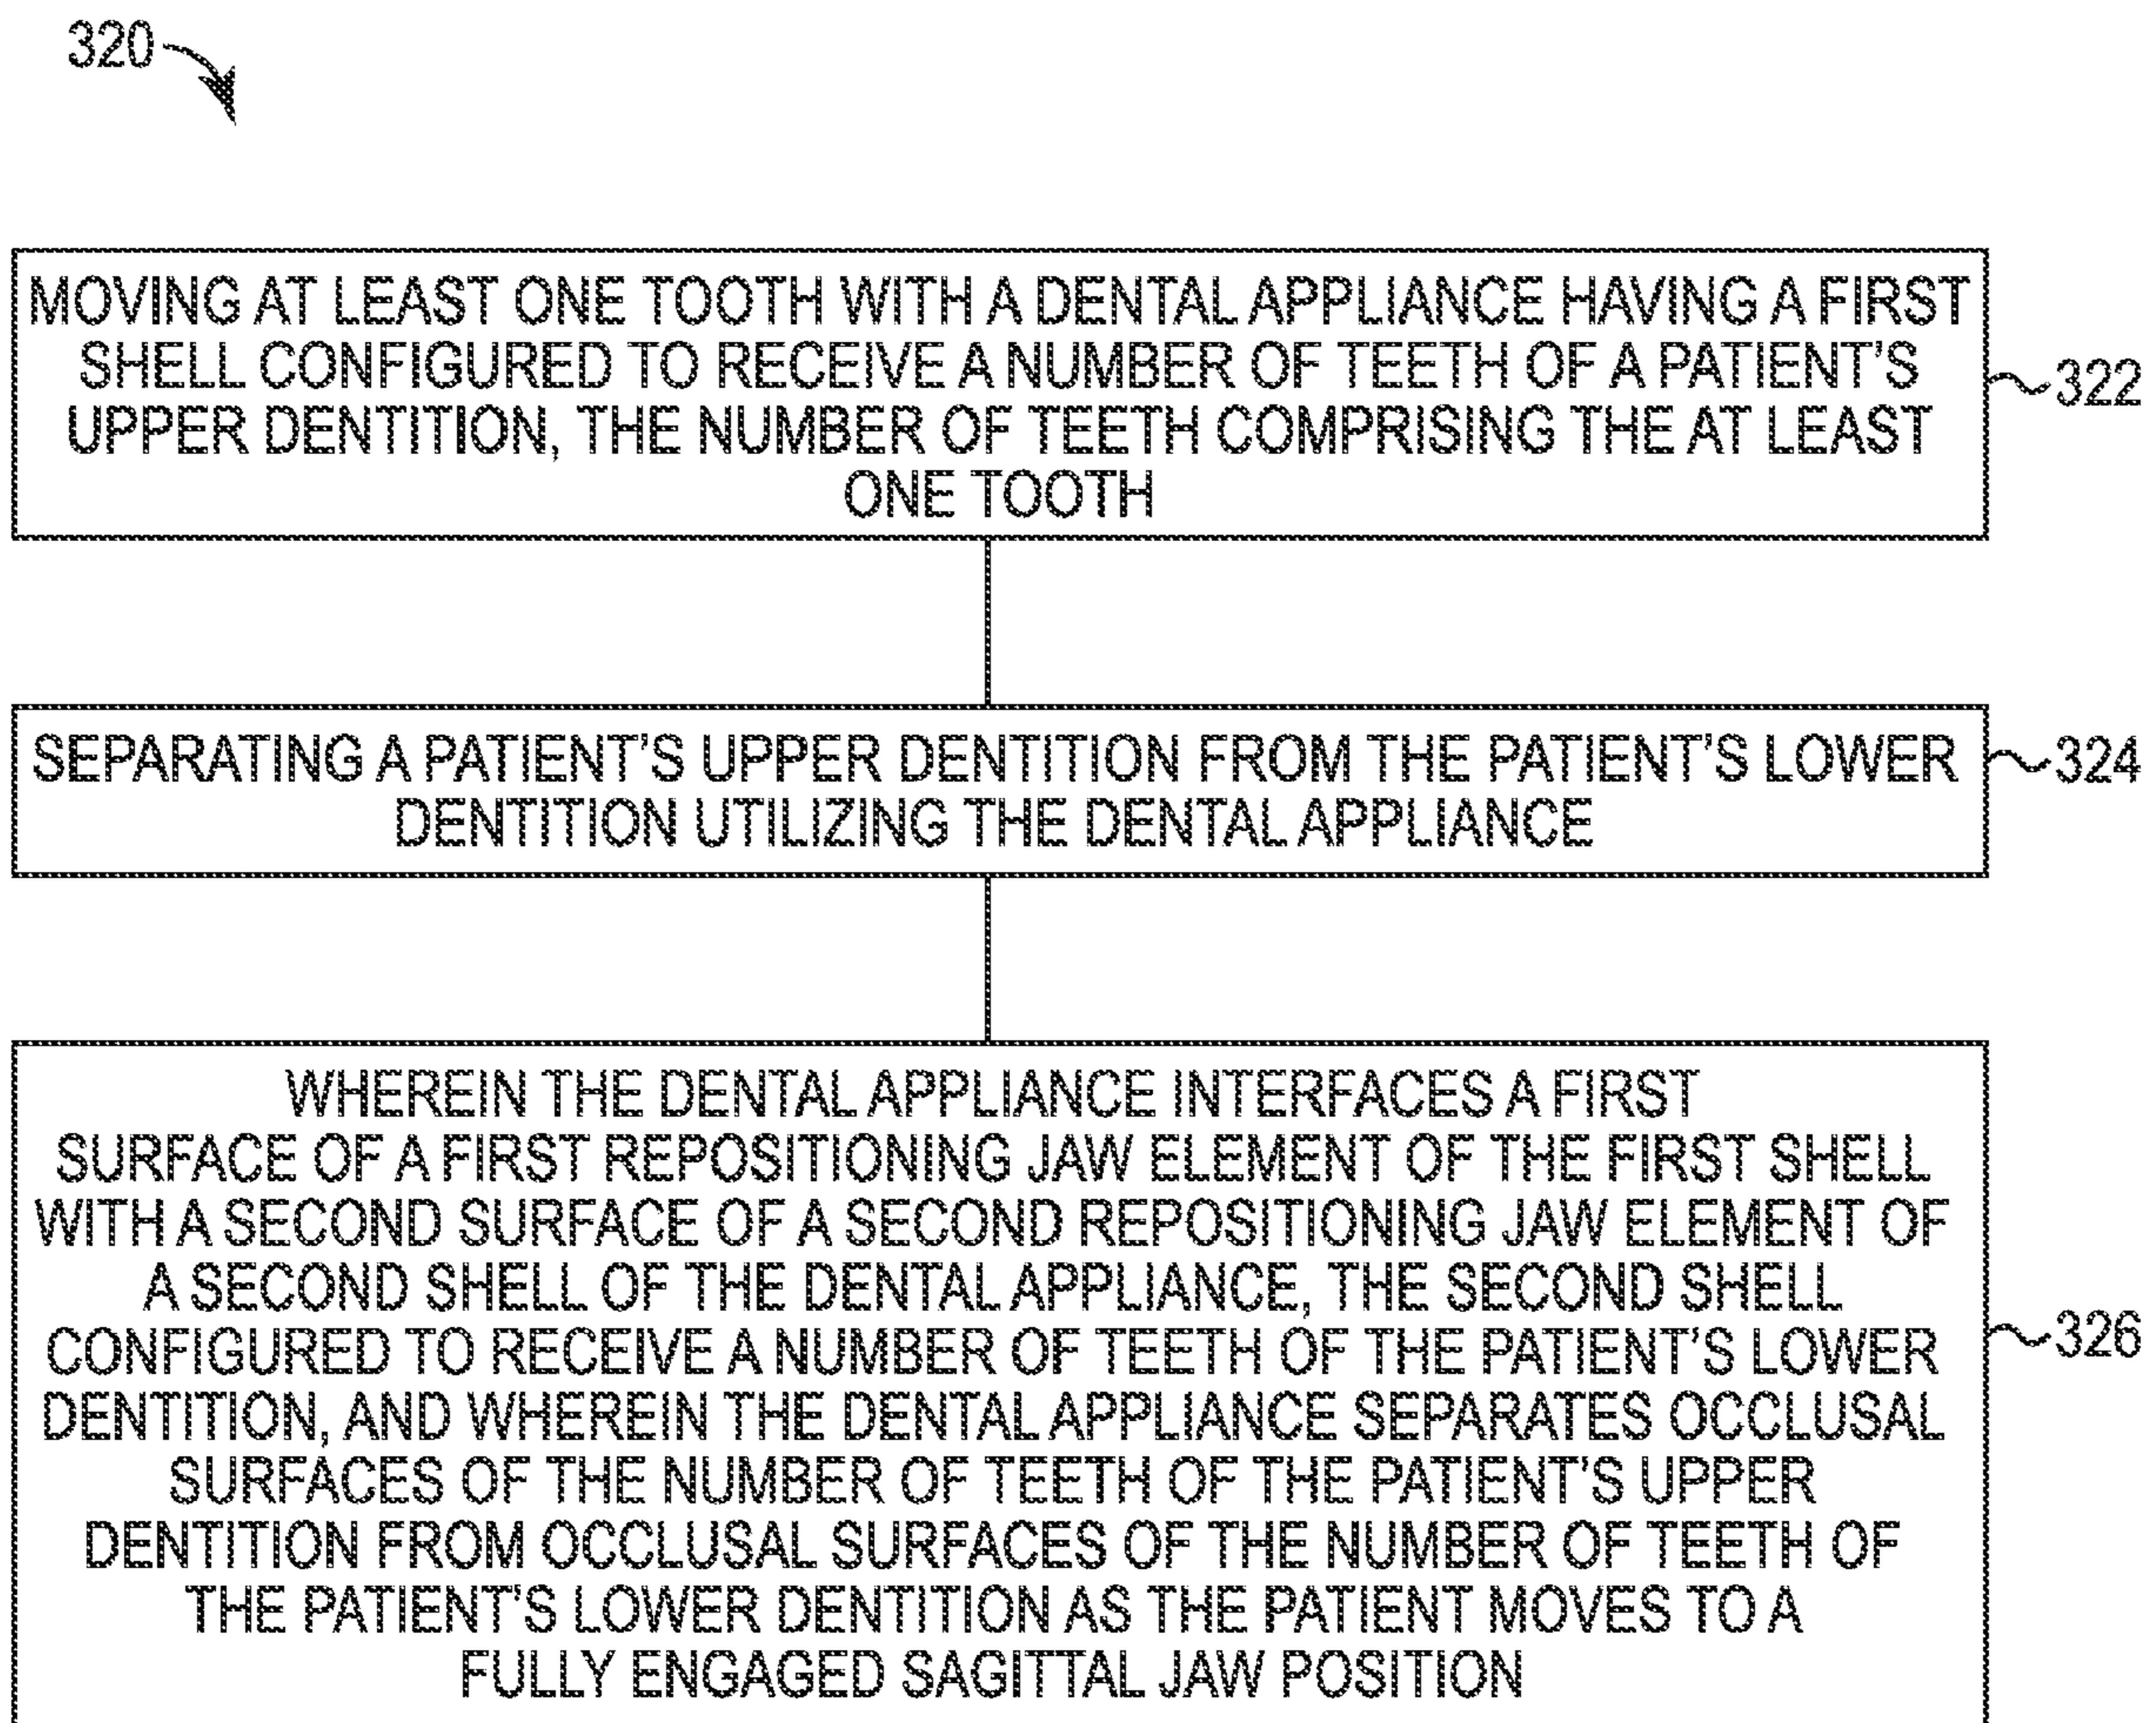 320
MOVING AT LEAST ONE TOOTH WITH A DENTAL APPLIANCE HAVING A FIRST
SHELL CONFIGURED TO RECEIVE A NUMBER OF TEETH OF A PATIENT'S
UPPER DENTITION, THE NUMBER OF TEETH COMPRISING THE AT LEAST
ONE TOOTH
322
SEPARATING A PATIENT'S UPPER DENTITION FROM THE PATIENT'S LOWER
DENTITION UTILIZING THE DENTAL APPLIANCE
324
WHEREIN THE DENTAL APPLIANCE INTERFACES A FIRST
SURFACE OF A FIRST REPOSITIONING JAW ELEMENT OF THE FIRST SHELL
WITH A SECOND SURFACE OF A SECOND REPOSITIONING JAW ELEMENT OF
A SECOND SHELL OF THE DENTAL APPLIANCE, THE SECOND SHELL
CONFIGURED TO RECEIVE A NUMBER OF TEETH OF THE PATIENT'S LOWER
DENTITION, AND WHEREIN THE DENTAL APPLIANCE SEPARATES OCCLUSAL
SURFACES OF THE NUMBER OF TEETH OF THE PATIENT'S UPPER
DENTITION FROM OCCLUSAL SURFACES OF THE NUMBER OF TEETH OF
THE PATIENT'S LOWER DENTITION AS THE PATIENT MOVES TO A
FULLY ENGAGED SAGITTAL JAW POSITION
326